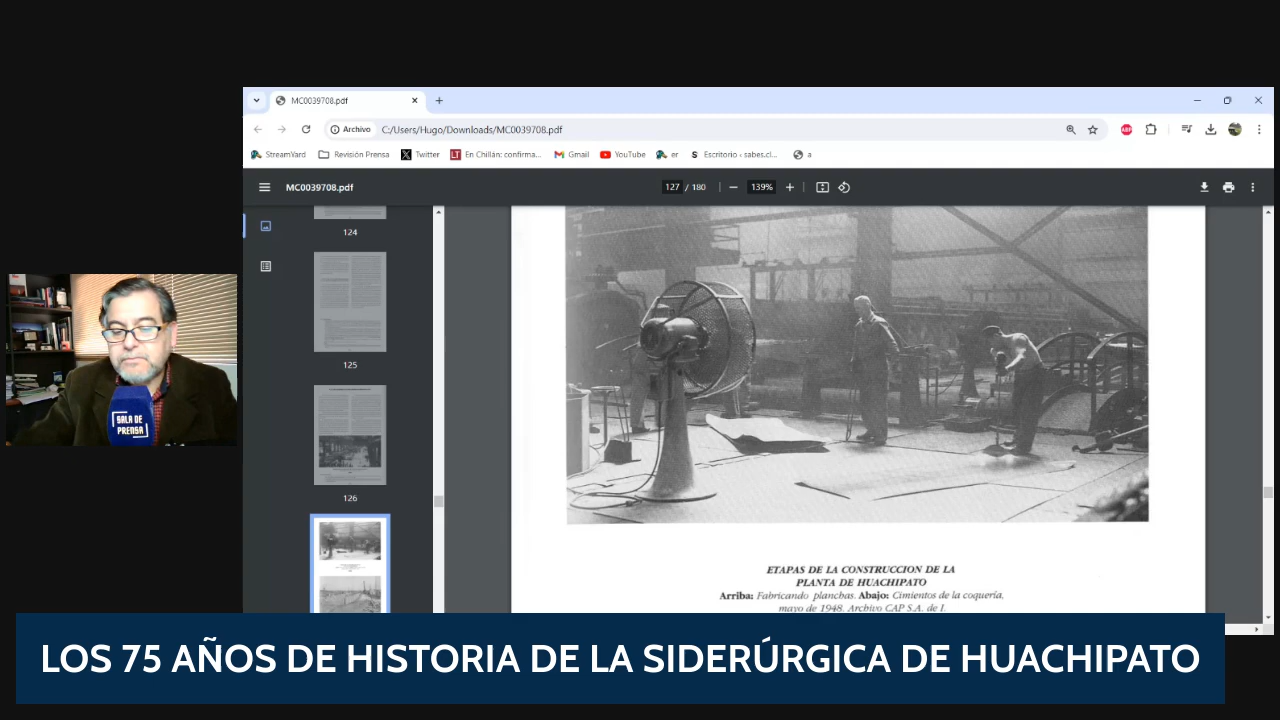 MC0039708.pdf
Archivo
C:/Users/Hugo/Downloads/MC0039708.pdf
StreamYard
Revisión Prensa
Twitter
En Chillán: confirma...
Gmail
YouTube
er
Escritorio ‹ sabes.cl...
a
MC0039708.pdf
127 / 180
139%
124
125
126
SALA DE
PRENSA
ETAPAS DE LA CONSTRUCCION DE LA
PLANTA DE HUACHIPATO
Arriba: Fabricando planchas. Abajo: Cimientos de la coquería,
mayo de 1948. Archivo CAP S.A. de I.
LOS 75 AÑOS DE HISTORIA DE LA SIDERÚRGICA DE HUACHIPATO